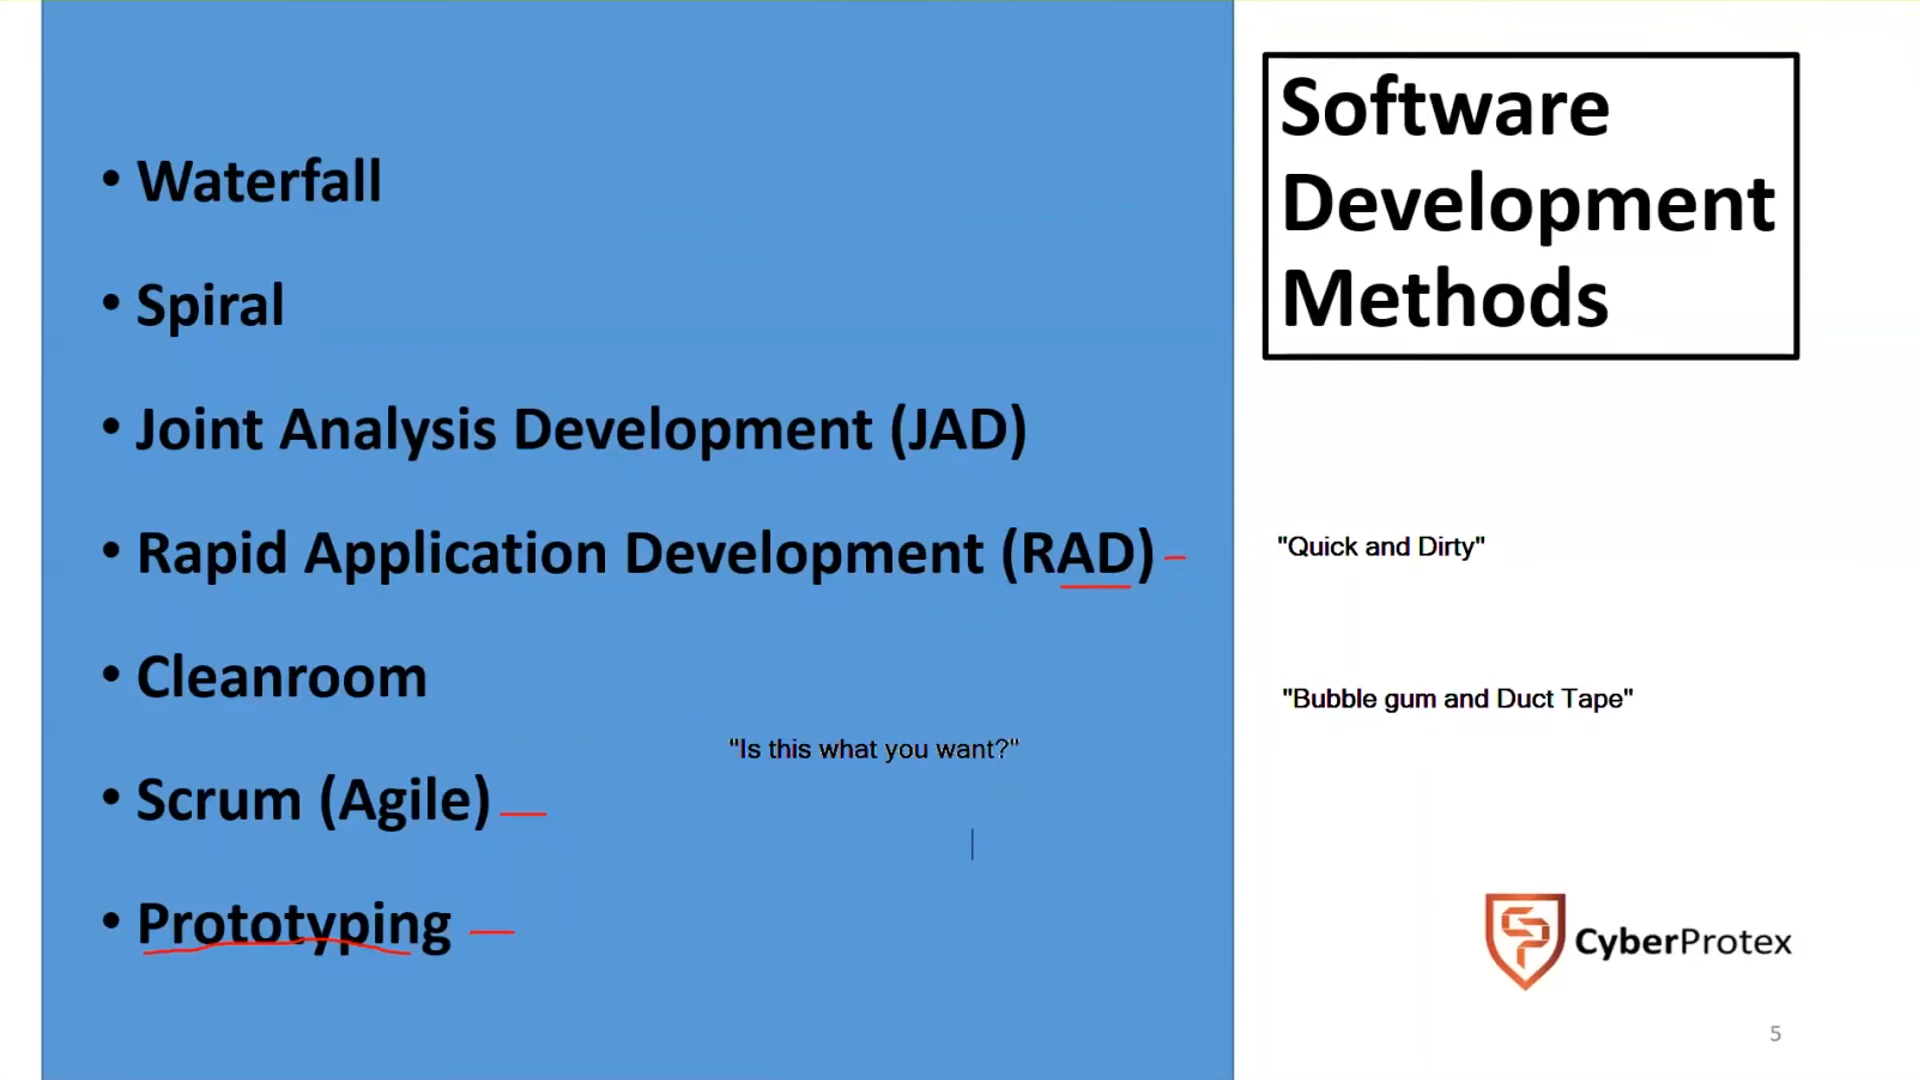 • Waterfall
• Spiral
• Joint Analysis Development (JAD)
• Rapid Application Development (RAD)
• Cleanroom
"Is this what you want?"
• Scrum (Agile)
• Prototyping
Software
Development
Methods
"Quick and Dirty"
"Bubble gum and Duct Tape"
CyberProtex
5